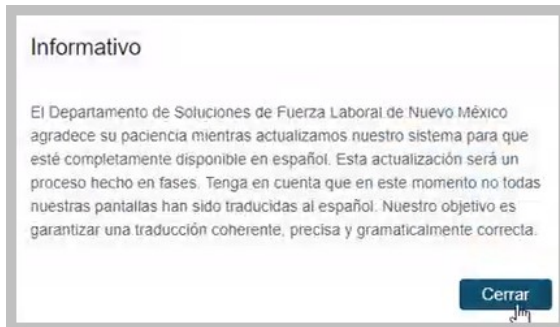 Informativo
El Departamento de Soluciones de Fuerza Laboral de Nuevo México
agradece su paciencia mientras actualizamos nuestro sistema para que
esté completamente disponible en español. Esta actualización será un
proceso hecho en fases. Tenga en cuenta que en este momento no todas
nuestras pantallas han sido traducidas al español. Nuestro objetivo es
garantizar una traducción coherente, precisa y gramaticalmente correcta.
Cerrar